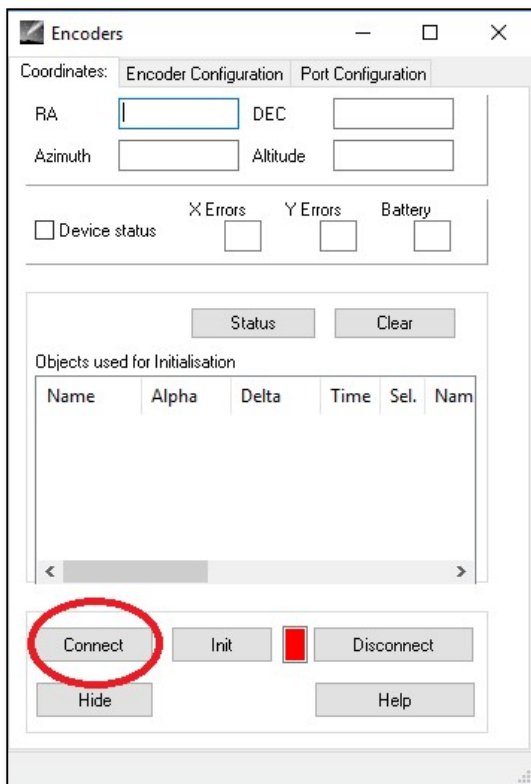 Encoders
Coordinates: Encoder Configuration Port Configuration
RA DEC
Azimuth Altitude
X Errors Y Errors Battery
Device status
Status Clear
Objects used for Initialisation
Name Alpha Delta Time Sel. Nam
Connect Init Disconnect
Hide Help